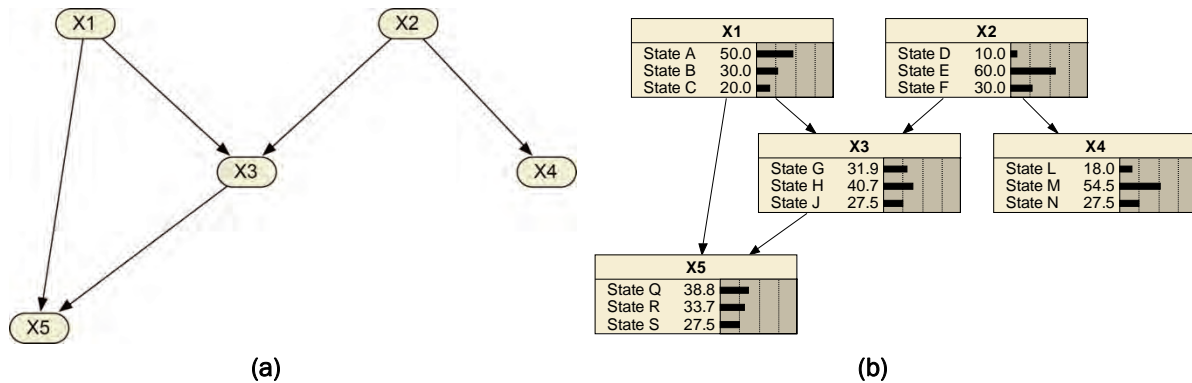 X1
X2
X3
X4
X5
(a)
X1
State A 50.0
State B 30.0
State C 20.0
X2
State D 10.0
State E 60.0
State F 30.0
X3
State G 31.9
State H 40.7
State J 27.5
X4
State L 18.0
State M 54.5
State N 27.5
X5
State Q 38.8
State R 33.7
State S 27.5
(b)